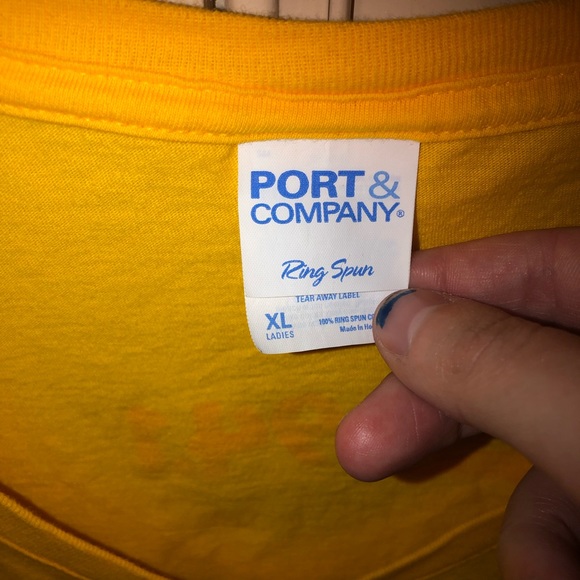 PORT &
COMPANY®
Ring Spun
TEAR AWAY LABEL
XL
LADIES
100% RING SPUN
Made in